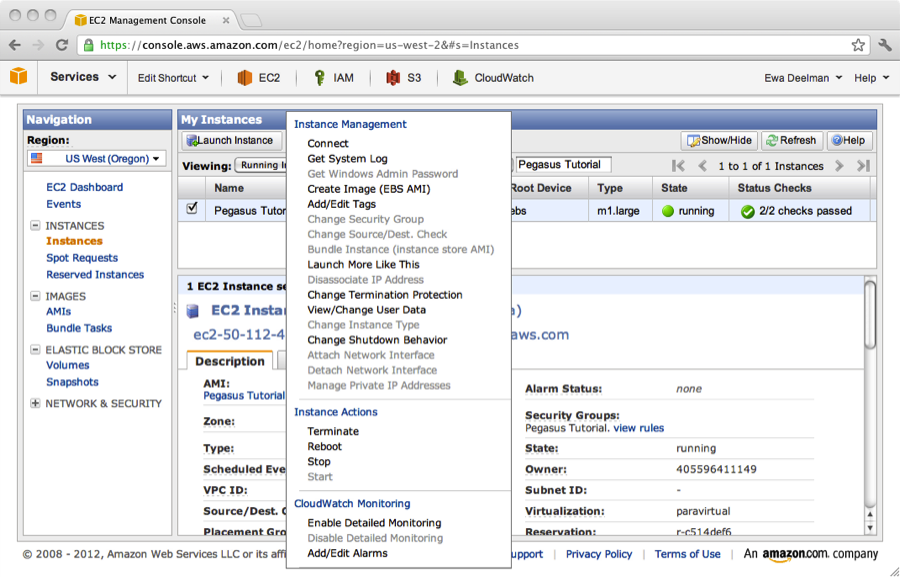 EC2 Management Console
https://console.aws.amazon.com/ec2/home?region=us-west-2&#s=Instances
Services Edit Shortcut EC2 IAM S3 CloudWatch Ewa Deelman Help
Navigation
Region:
US West (Oregon)
EC2 Dashboard
Events
INSTANCES
Instances
Spot Requests
Reserved Instances
IMAGES
AMIs
Bundle Tasks
ELASTIC BLOCK STORE
Volumes
Snapshots
NETWORK & SECURITY
My Instances
Launch Instance
Show/Hide Refresh Help
Viewing: Running Pegasus Tutorial 1 to 1 of 1 Instances
Name Root Device Type State Status Checks
Pegasus ebs m1.large running 2/2 checks passed
Instance Management
Connect
Get System Log
Get Windows Admin Password
Create Image (EBS AMI)
Add/Edit Tags
Change Security Group
Change Source/Dest. Check
Bundle Instance (instance store AMI)
Launch More Like This
Disassociate IP Address
Change Termination Protection
View/Change User Data
Change Instance Type
Change Shutdown Behavior
Attach Network Interface
Detach Network Interface
Manage Private IP Addresses
Instance Actions
Terminate
Reboot
Stop
Start
CloudWatch Monitoring
Enable Detailed Monitoring
Disable Detailed Monitoring
Add/Edit Alarms
1 EC2 Instance se
EC2 Insta )
ec2-50-112-4 aws.com
Description
AMI:
Pegasus Tutorial
Zone:
Type:
Scheduled Eve
VPC ID:
Source/Dest. C
Placement Group
Alarm Status: none
Security Groups:
Pegasus Tutorial. view rules
State: running
Owner: 405596411149
Subnet ID: -
Virtualization: paravirtual
Reservation: r-c514def6
© 2008 - 2012, Amazon Web Services LLC or its affi upport Privacy Policy Terms of Use An amazon.com company